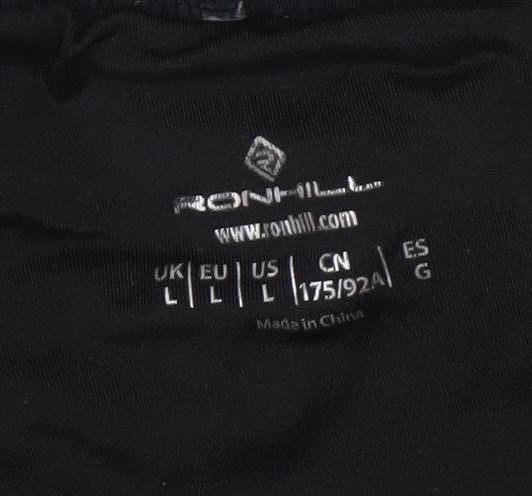 RONHILL
www.ronhill.com
UK | EU | US | CN | ES
L | L | L | 175/92A | G
Made in China